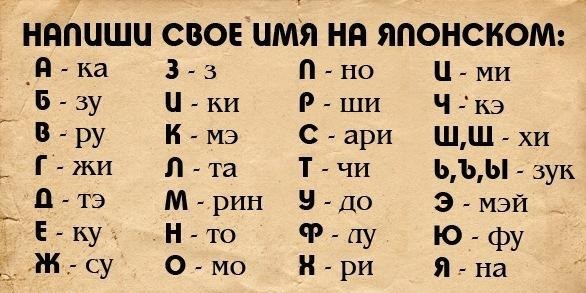 НАПИШИ СВОЕ ИМЯ НА ЯПОНСКОМ:
А - ка
Б - зу
В - ру
Г - жи
Д - тэ
Е - ку
Ж - су
З - з
И - ки
К - мэ
Л - та
М - рин
Н - то
О - мо
П - но
Р - ши
С - ари
Т - чи
У - до
Ф - лу
Х - ри
Ц - ми
Ч - кэ
Ш,Щ - хи
Ь,Ъ,Ы - зук
Э - мэй
Ю - фу
Я - на